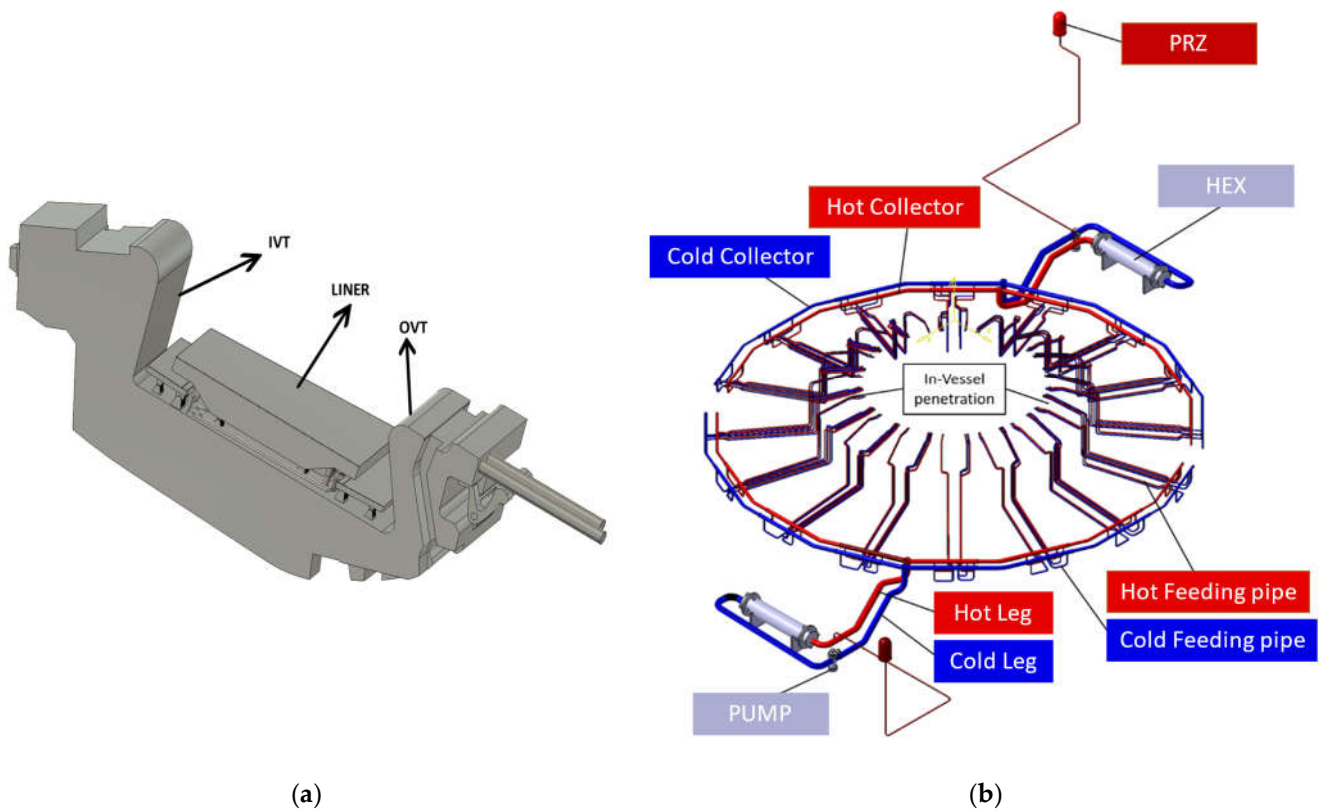 IVT
LINER
OVT
(a)
PRZ
HEX
Hot Collector
Cold Collector
In-Vessel
penetration
Hot Feeding pipe
Cold Feeding pipe
Hot Leg
Cold Leg
PUMP
(b)